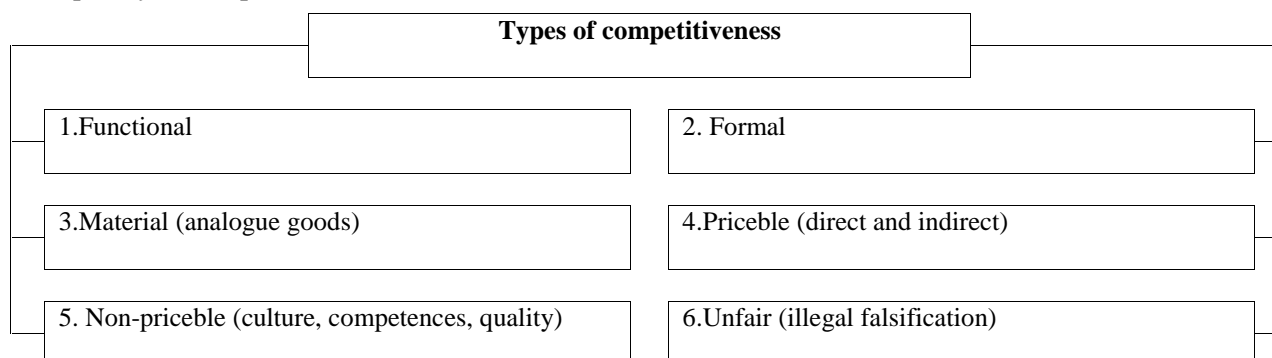 Types of competitiveness
1.Functional
2. Formal
3.Material (analogue goods)
4.Priceble (direct and indirect)
5. Non-priceble (culture, competences, quality)
6.Unfair (illegal falsification)